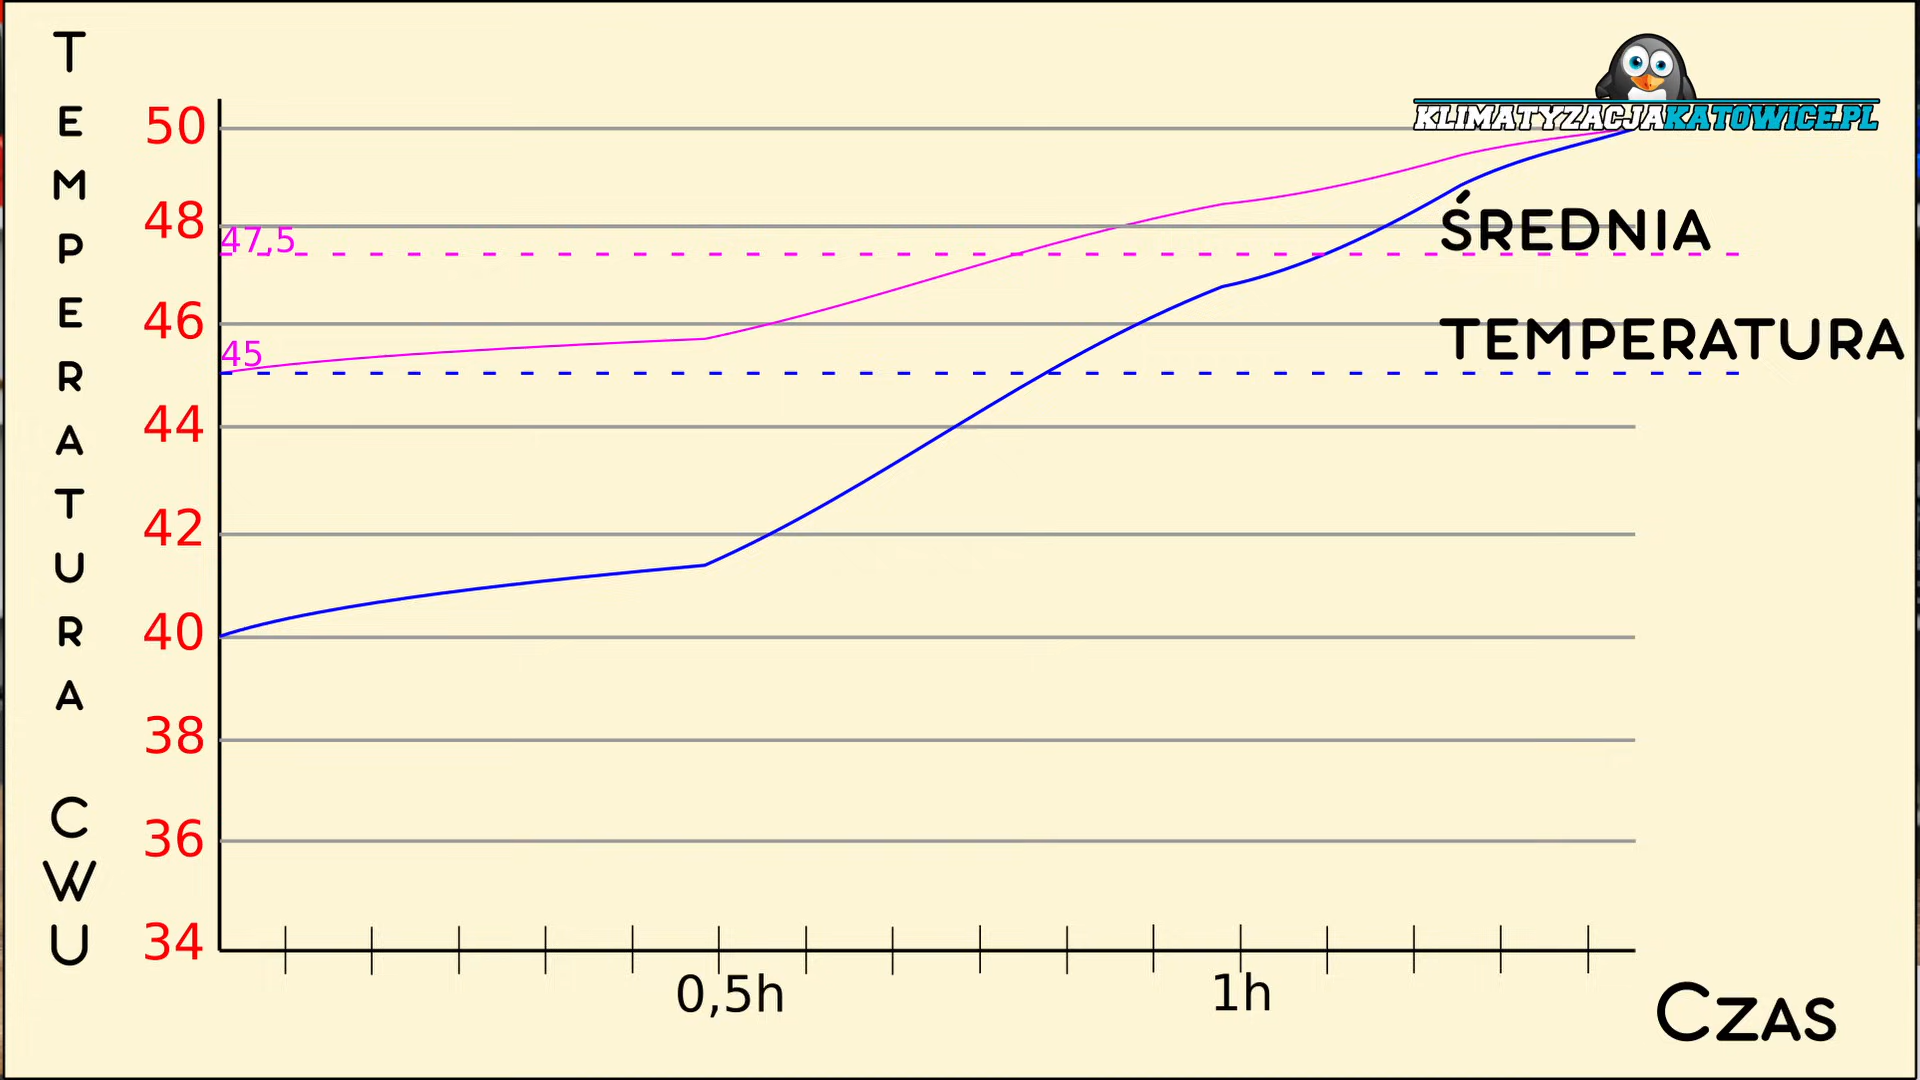 TEMPERATURA CWU
KLIMATYZACJAKATOWICE.PL
50
48
47,5
ŚREDNIA
46
TEMPERATURA
45
44
42
40
38
36
34
0,5h
1h
CZAS